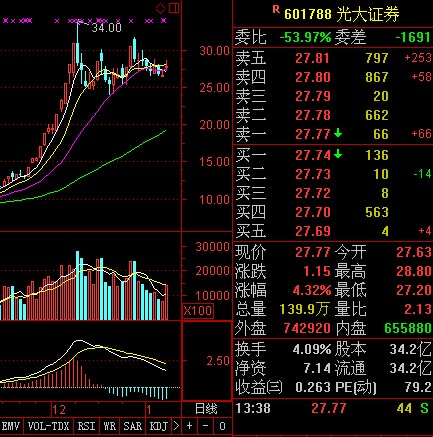 R 601788 光大证券
34.00
30.00
25.00
20.00
15.00
10.00
30000
20000
10000
X100
2.50
12 1 日线
EMV VOL-TDX RSI WR SAR KDJ > + - O
委比 -53.97% 委差 -1691
卖五 27.81 797 +253
卖四 27.80 867 +58
卖三 27.79 20
卖二 27.78 662
卖一 27.77 66 +66
买一 27.74 136
买二 27.73 10 -14
买三 27.72 8
买四 27.70 563
买五 27.69 4 +4
现价 27.77 今开 27.63
涨跌 1.15 最高 28.80
涨幅 4.32% 最低 27.20
总量 139.9万 量比 2.13
外盘 742920 内盘 655880
换手 4.09% 股本 34.2亿
净资 7.14 流通 34.2亿
收益㈢ 0.263 PE(动) 79.2
13:38 27.77 44 S